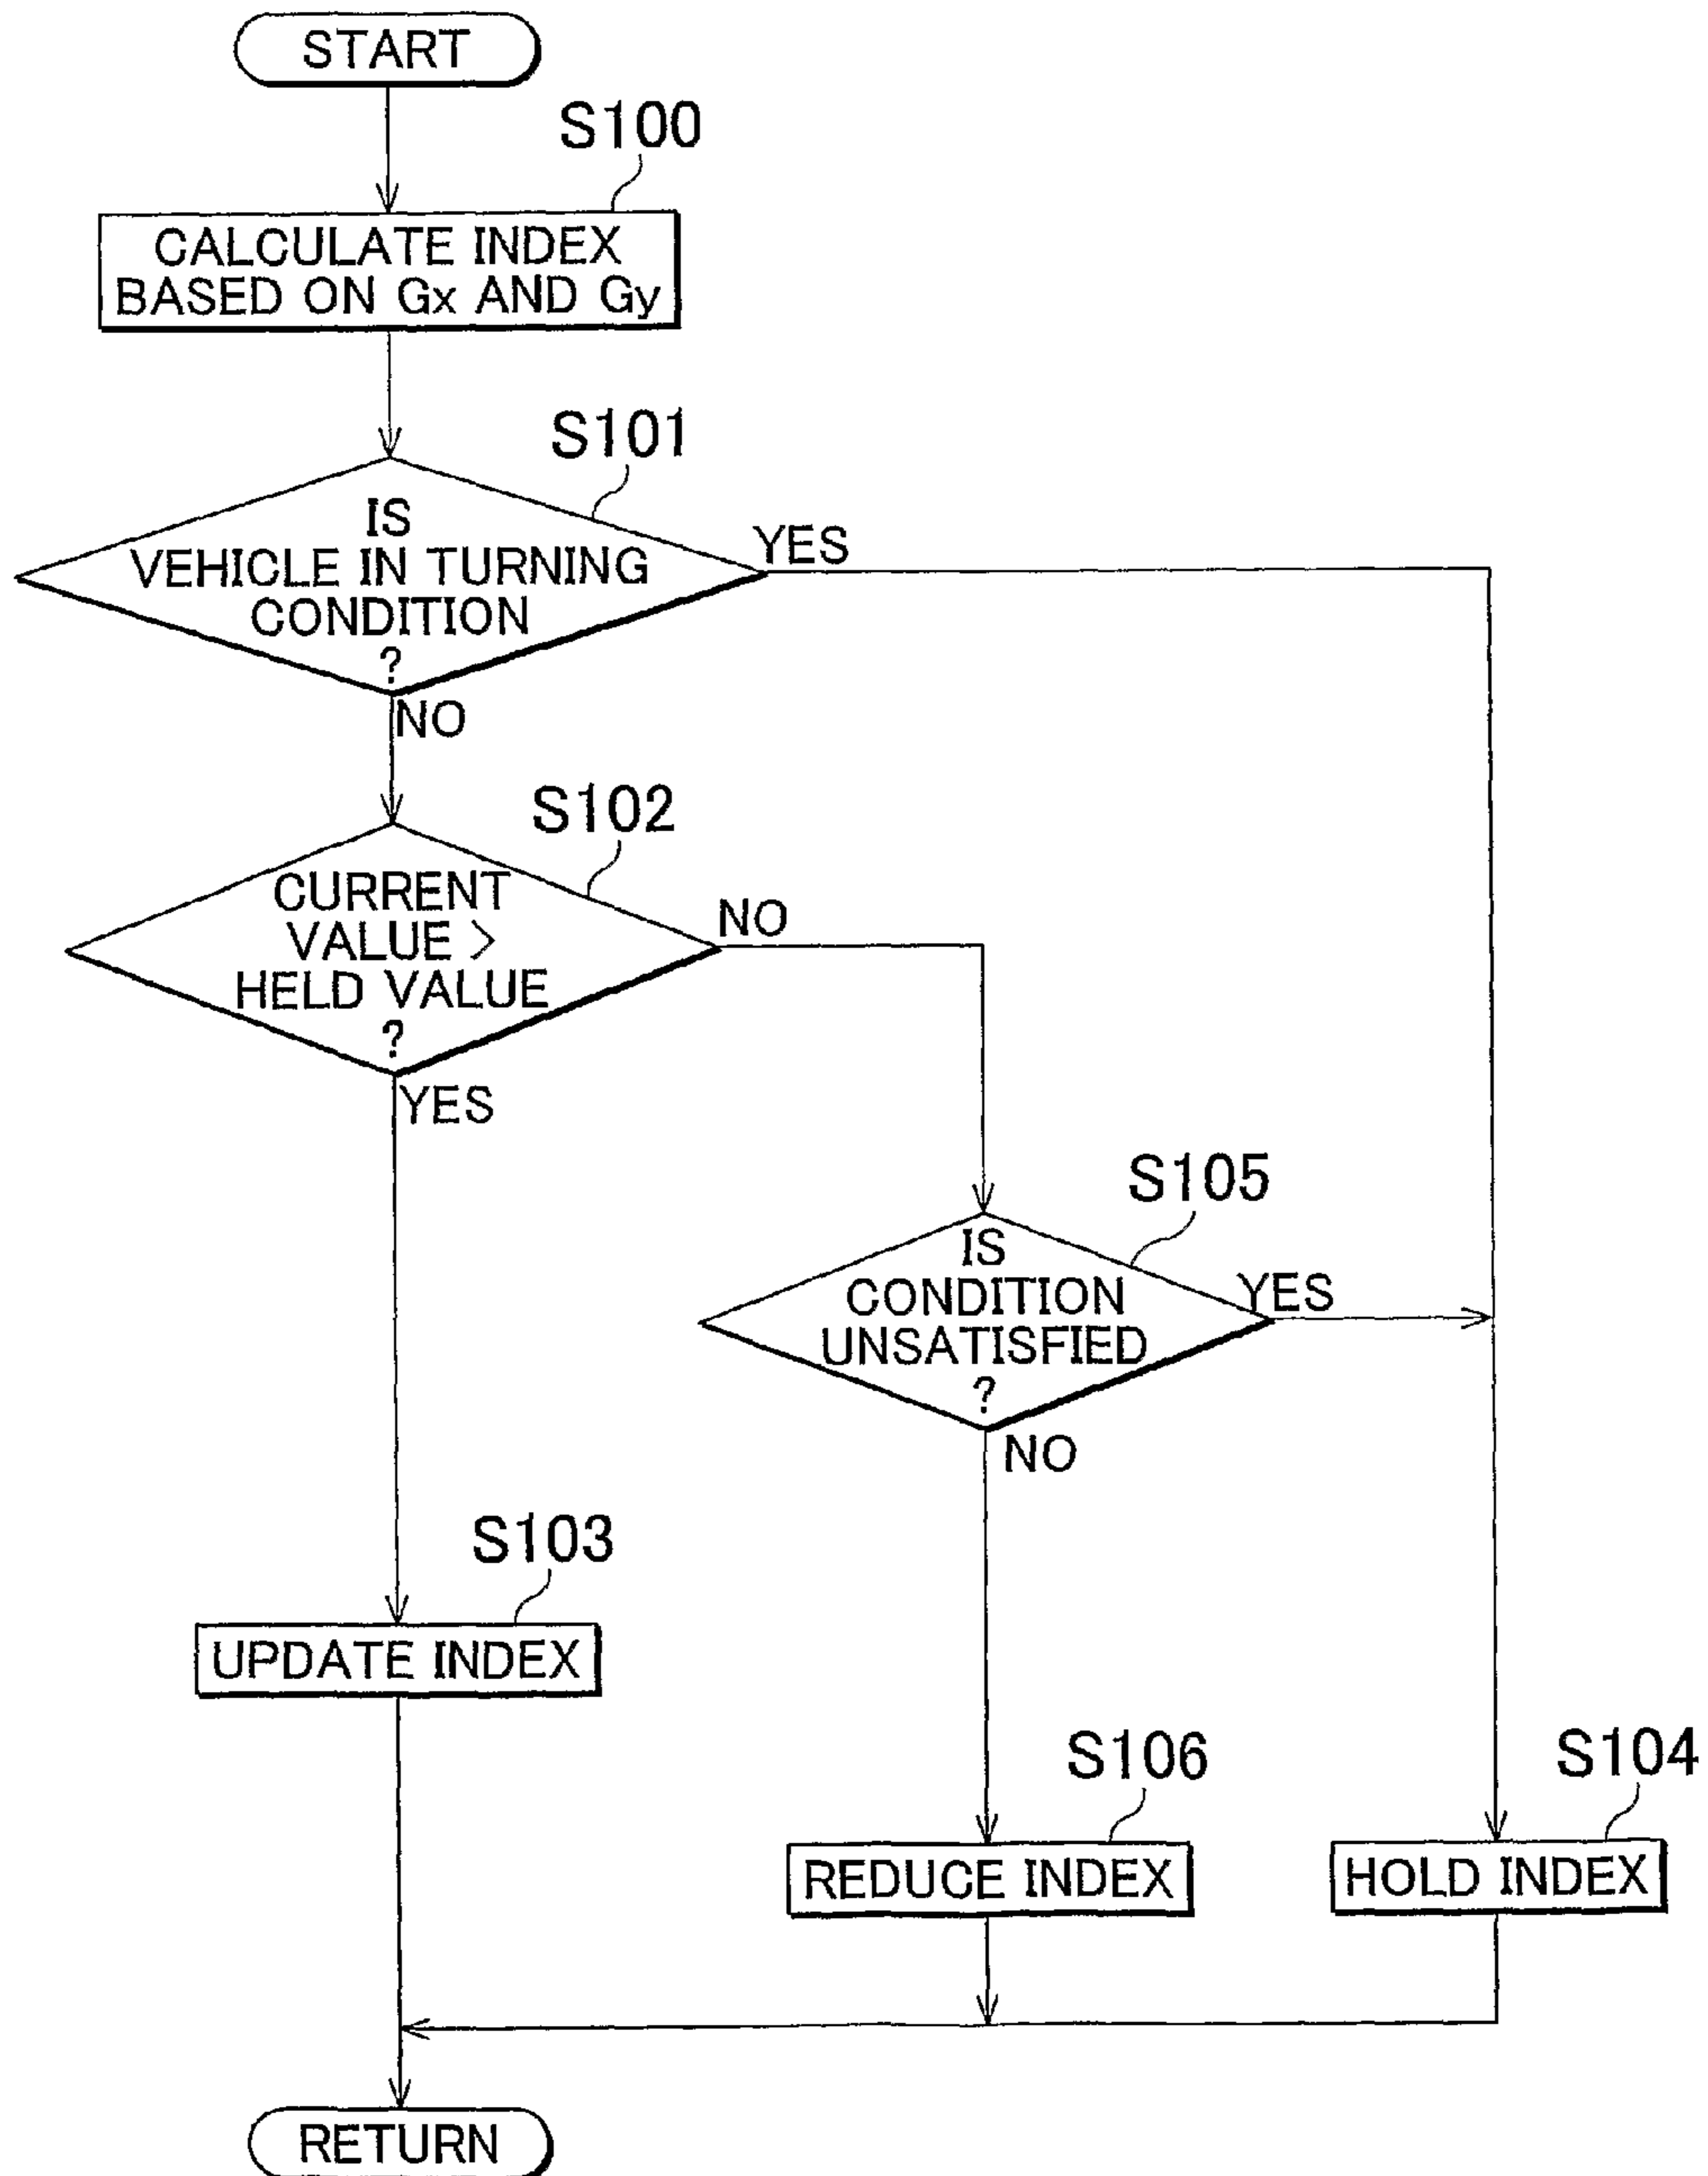 START
S100
CALCULATE INDEX
BASED ON Gx AND Gy
S101
IS
VEHICLE IN TURNING
CONDITION
?
YES
NO
S102
CURRENT
VALUE >
HELD VALUE
?
NO
YES
S105
IS
CONDITION
UNSATISFIED
?
YES
NO
S103
UPDATE INDEX
S106
REDUCE INDEX
S104
HOLD INDEX
RETURN